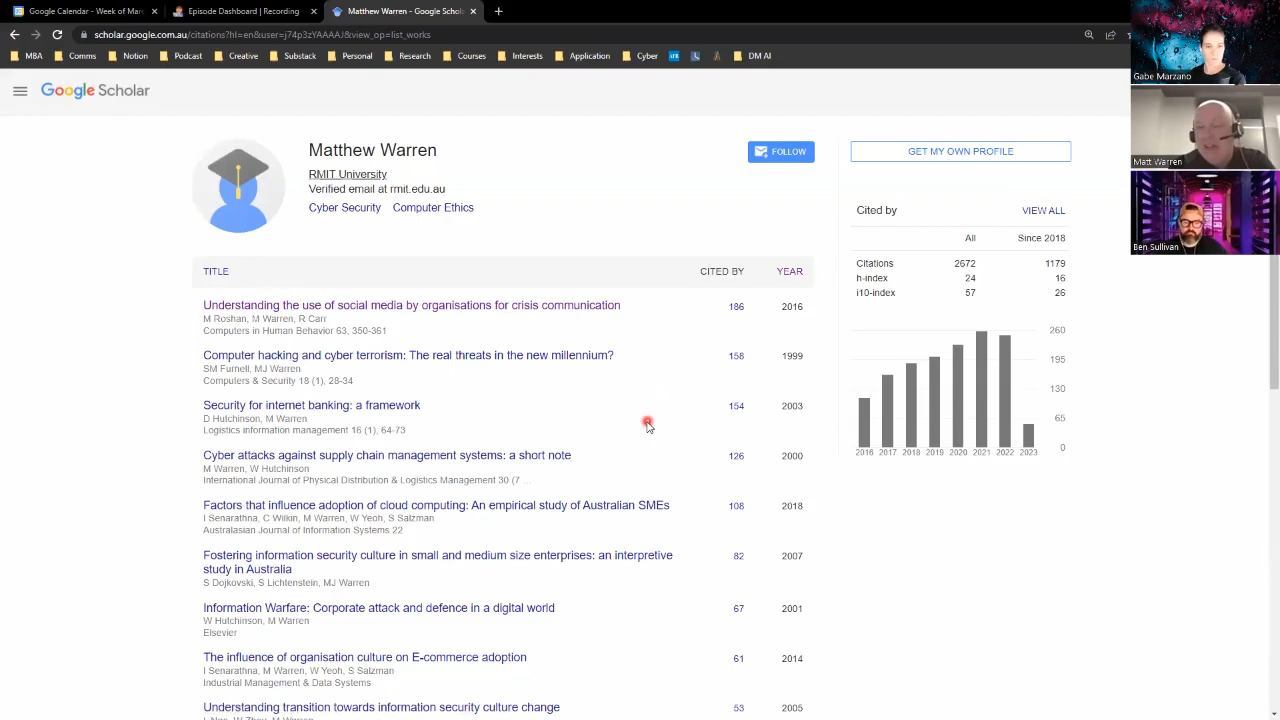 Google Calendar - Week of Marc
Episode Dashboard | Recording
Matthew Warren - Google Schola
scholar.google.com.au/citations?hl=en&user=j74p3zYAAAAJ&view_op=list_works
MBA
Comms
Notion
Podcast
Creative
Substack
Personal
Research
Courses
Interests
Application
Cyber
DM AI
Google Scholar
Matthew Warren
RMIT University
Verified email at rmit.edu.au
Cyber Security Computer Ethics
FOLLOW
GET MY OWN PROFILE
TITLE CITED BY YEAR
Understanding the use of social media by organisations for crisis communication 186 2016
M Roshan, M Warren, R Carr
Computers in Human Behavior 63, 350-361
Computer hacking and cyber terrorism: The real threats in the new millennium? 158 1999
SM Furnell, MJ Warren
Computers & Security 18 (1), 28-34
Security for internet banking: a framework 154 2003
D Hutchinson, M Warren
Logistics information management 16 (1), 64-73
Cyber attacks against supply chain management systems: a short note 126 2000
M Warren, W Hutchinson
International Journal of Physical Distribution & Logistics Management 30 (7 ...
Factors that influence adoption of cloud computing: An empirical study of Australian SMEs 108 2018
I Senarathna, C Wilkin, M Warren, W Yeoh, S Salzman
Australasian Journal of Information Systems 22
Fostering information security culture in small and medium size enterprises: an interpretive 82 2007
study in Australia
S Dojkovski, S Lichtenstein, MJ Warren
Information Warfare: Corporate attack and defence in a digital world 67 2001
W Hutchinson, M Warren
Elsevier
The influence of organisation culture on E-commerce adoption 61 2014
I Senarathna, M Warren, W Yeoh, S Salzman
Industrial Management & Data Systems
Understanding transition towards information security culture change 53 2005
Cited by VIEW ALL
All Since 2018
Citations 2672 1179
h-index 24 16
i10-index 57 26
260
195
130
65
0
2016 2017 2018 2019 2020 2021 2022 2023
Gabe Marzano
Matt Warren
Ben Sullivan